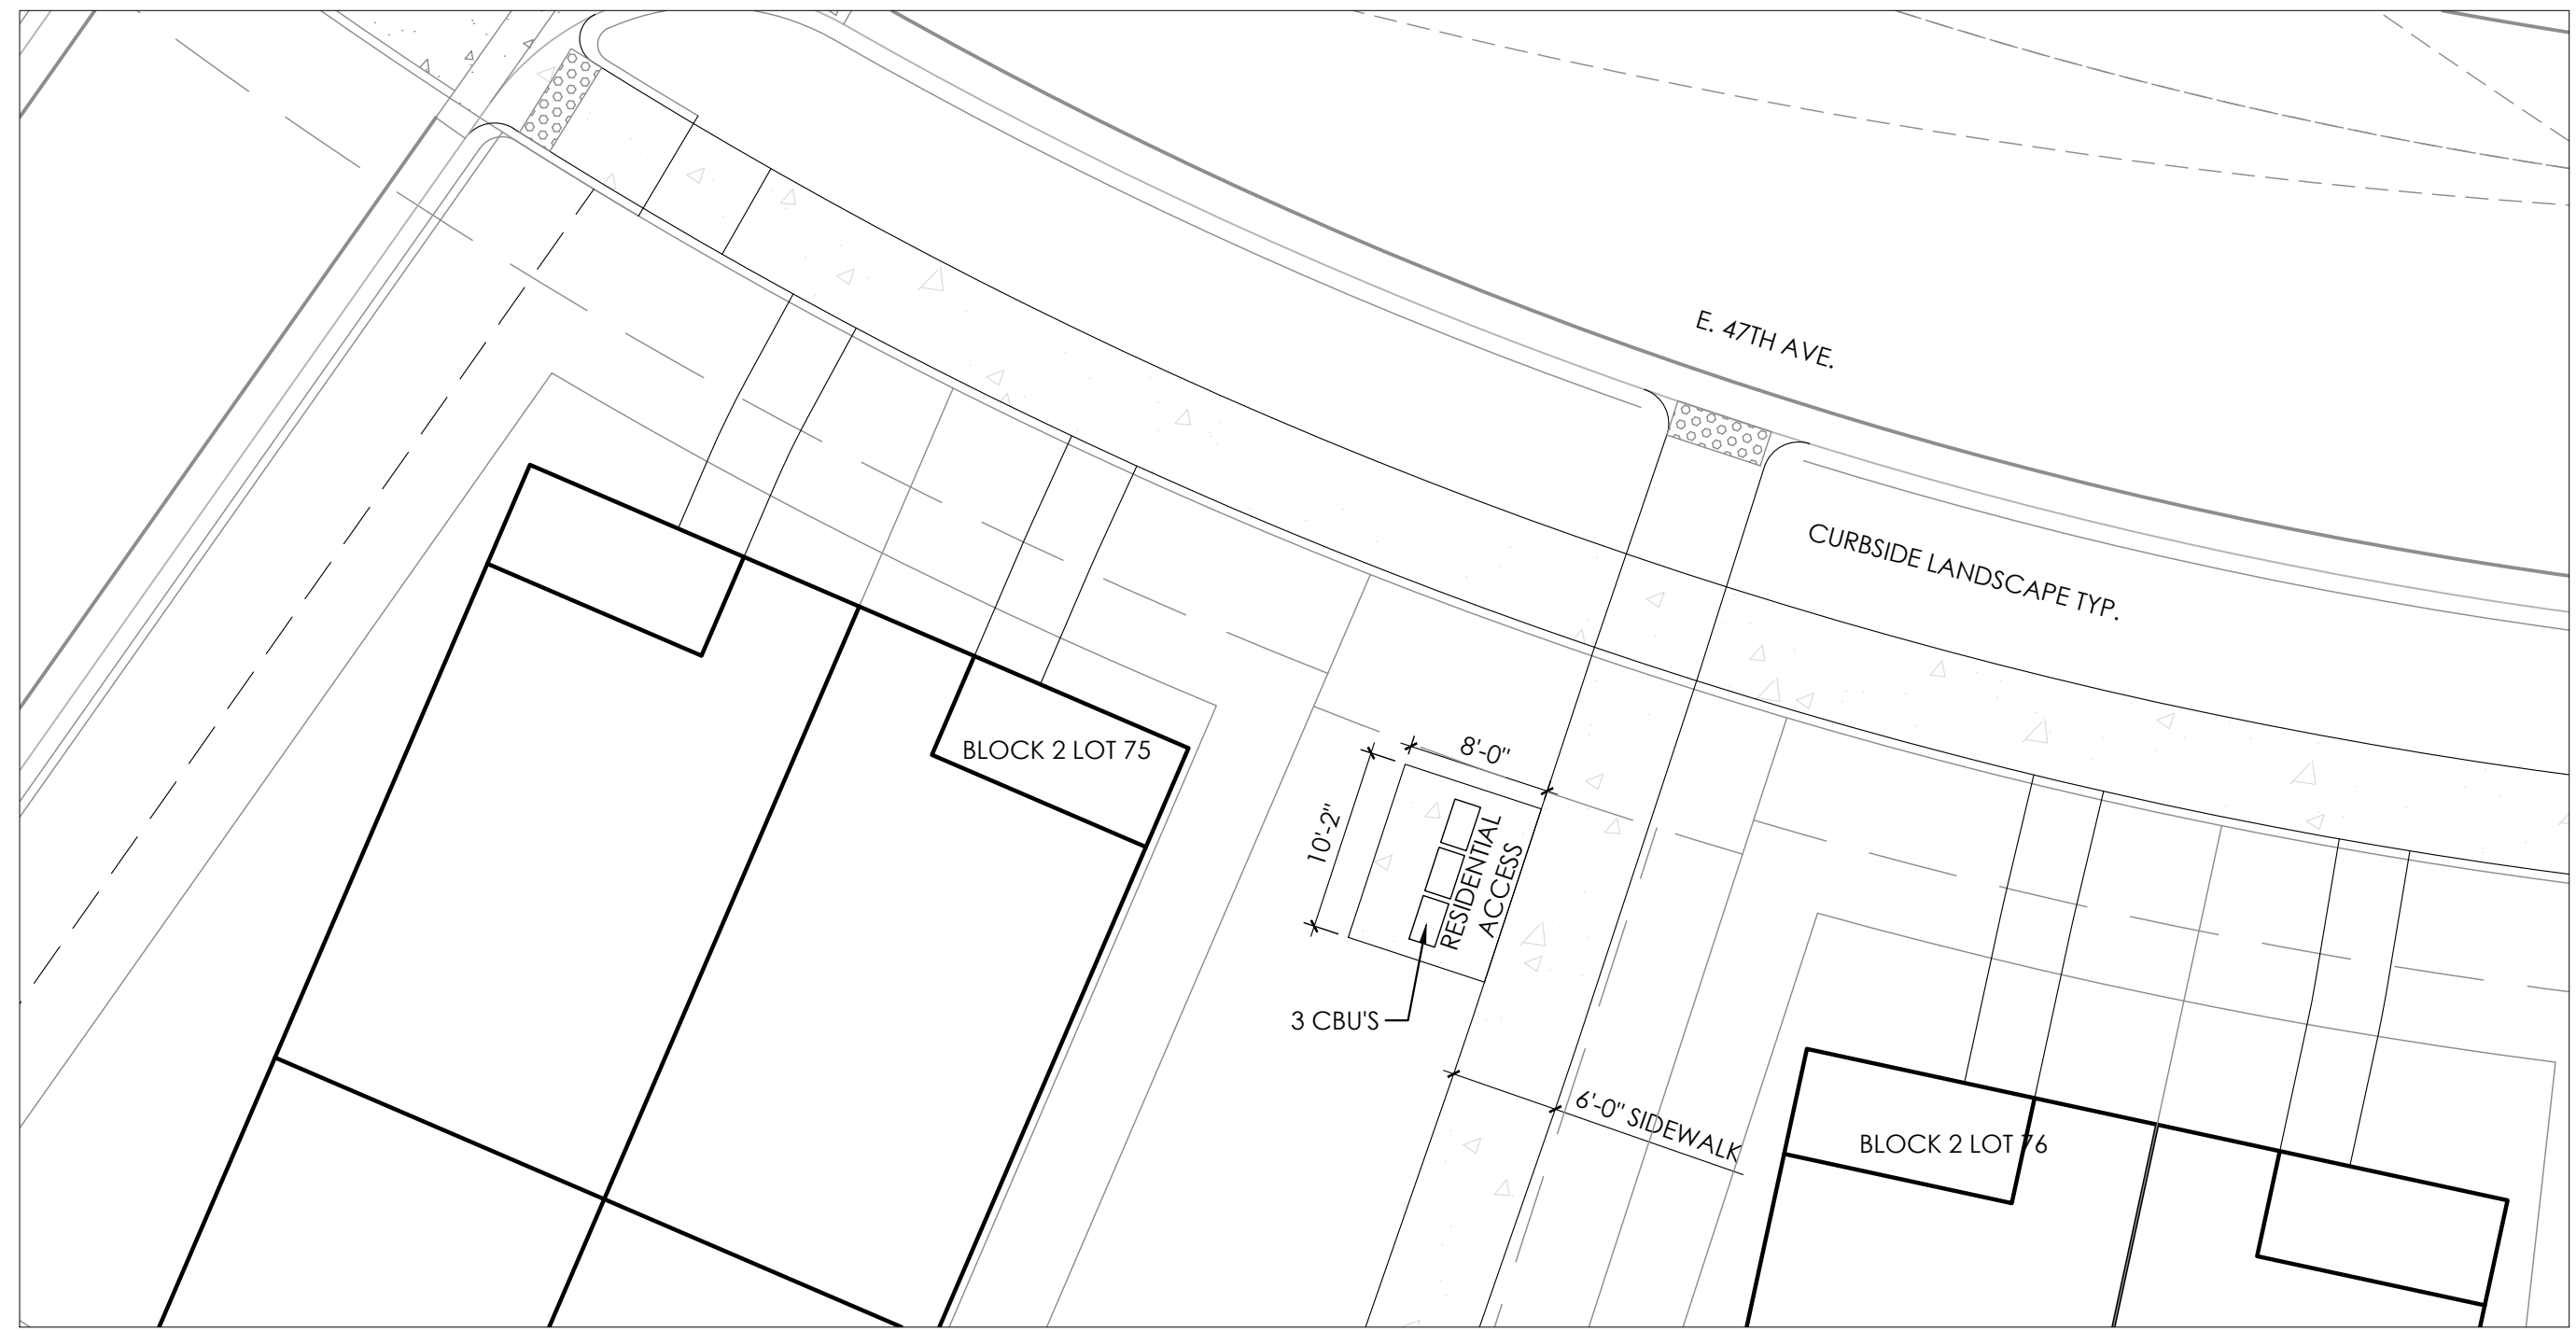 E. 47TH AVE.
CURBSIDE LANDSCAPE TYP.
BLOCK 2 LOT 75
8'-0"
10'-2"
RESIDENTIAL
ACCESS
3 CBU'S
6'-0" SIDEWALK
BLOCK 2 LOT 76